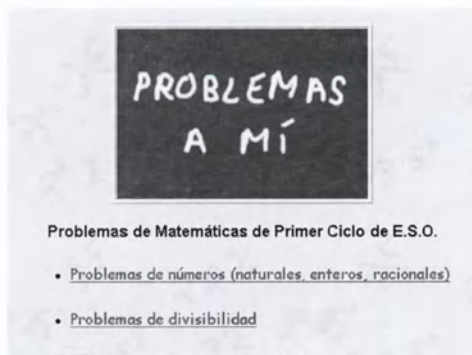 PROBLEMAS
A MÍ
Problemas de Matemáticas de Primer Ciclo de E.S.O.
Problemas de números (naturales, enteros, racionales)
Problemas de divisibilidad